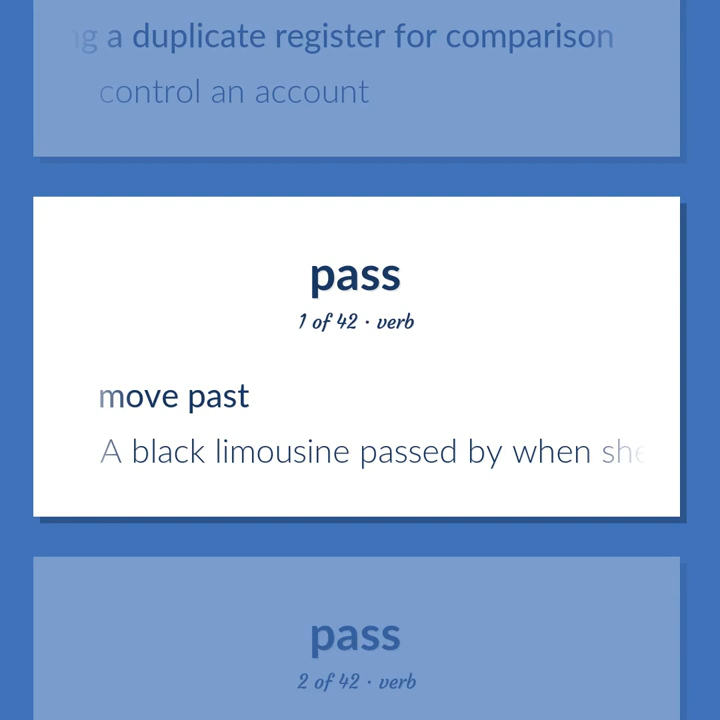 a duplicate register for comparison
control an account
pass
1 of 42 · verb
move past
A black limousine passed by when she
pass
2 of 42 · verb